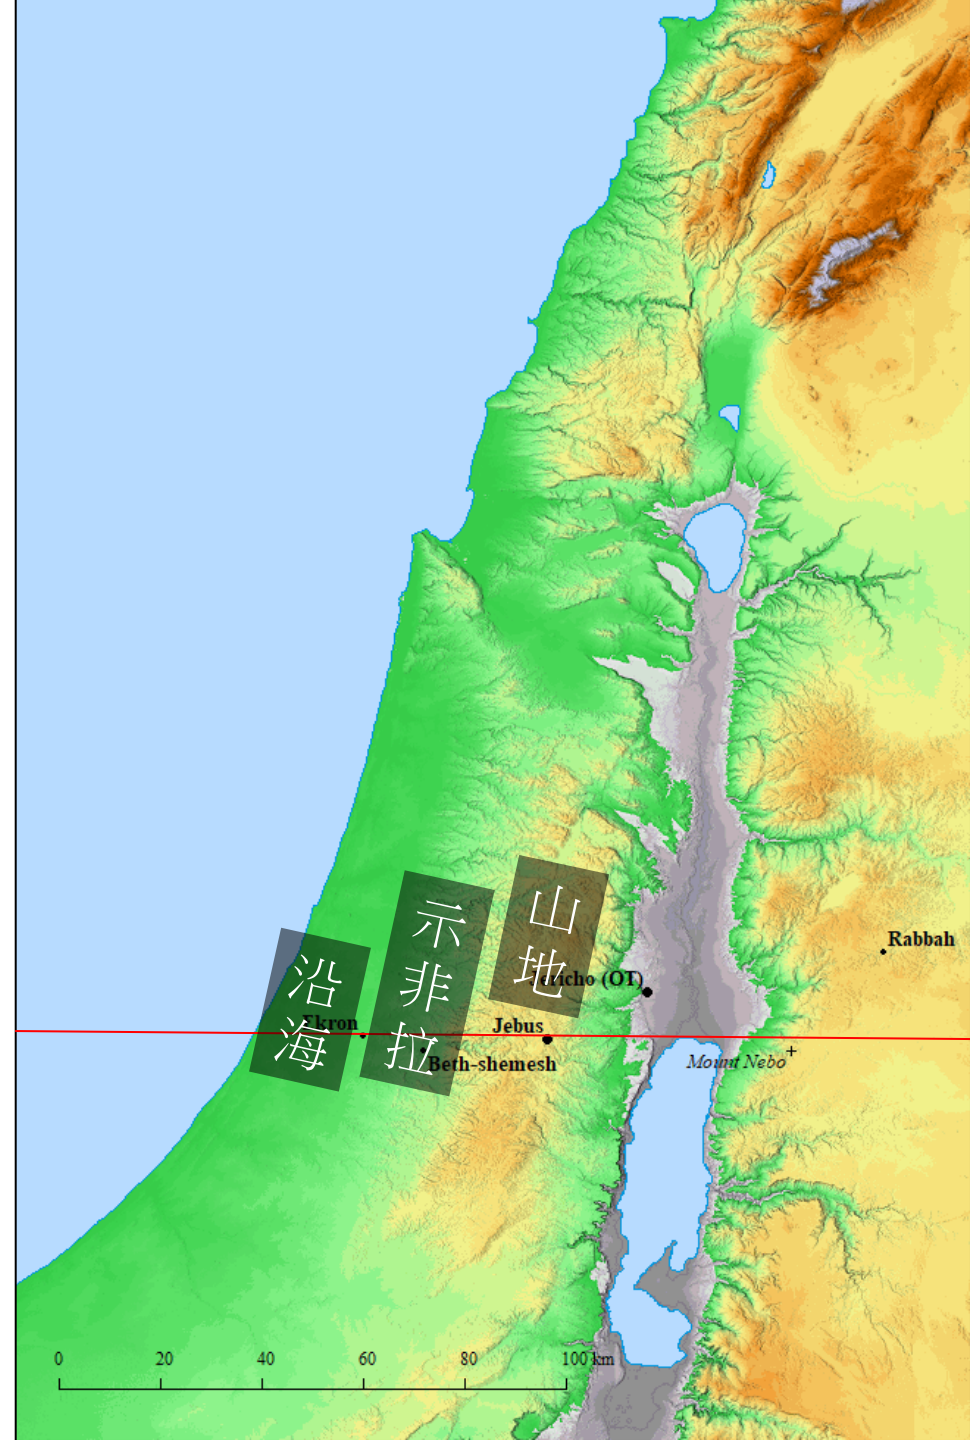 山地
示非拉
沿海
Rabbah
Jericho (OT)
Ekron
Jebus
Beth-shemesh
Mount Nebo
0 20 40 60 80 100 km